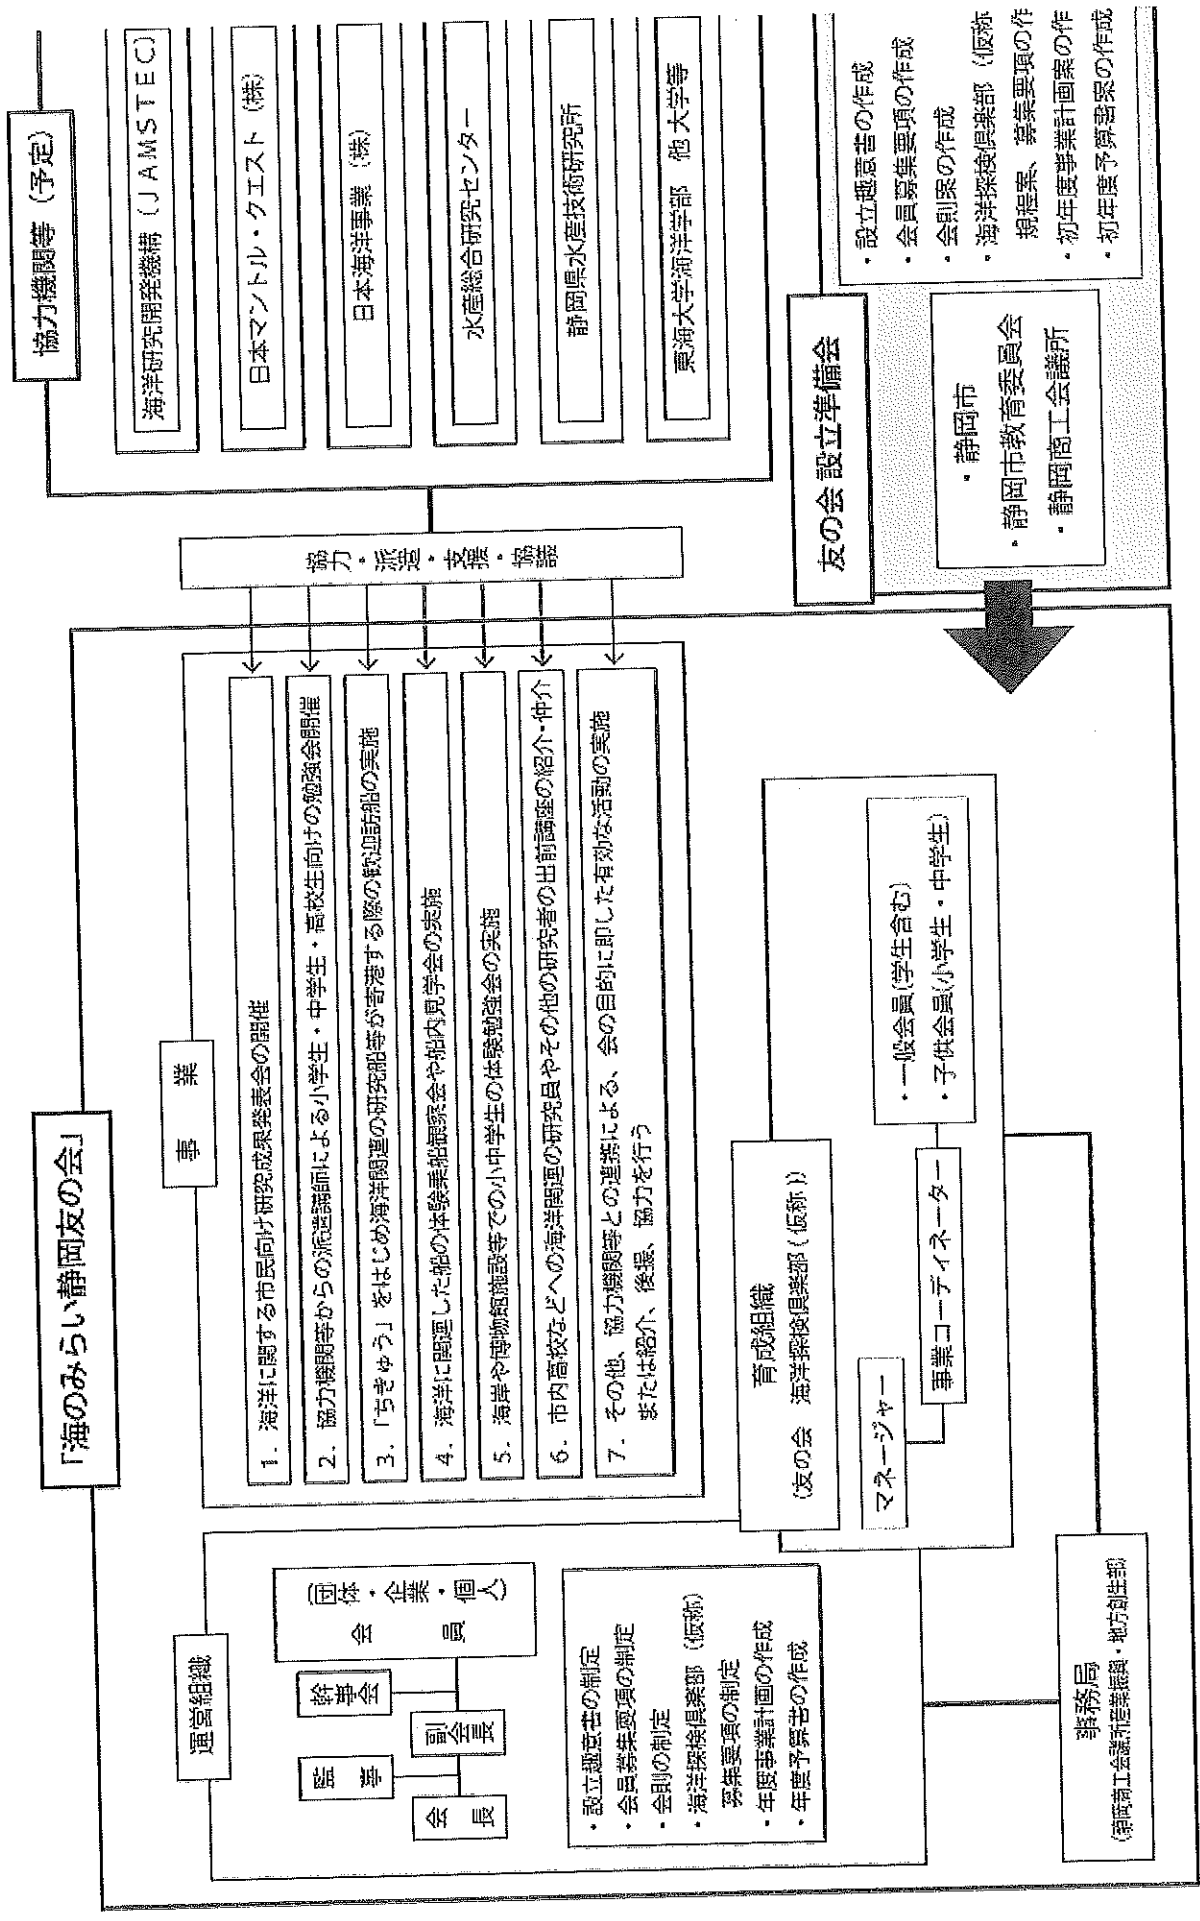 「海のみらい静岡友の会」
運営組織
会長
監事
副会長
幹事会
会員
(団体・企業・個人)
・設立趣意書の制定
・会員募集要項の制定
・会則の制定
・海洋探検倶楽部(仮称)
募集要項の制定
・年度事業計画の作成
・年度予算書の作成
事業
1. 海洋に関する市民向け研究成果発表会の開催
2. 協力機関等からの派遣講師による小学生・中学生・高校生向けの勉強会開催
3. 「ちきゅう」をはじめ海洋関連の研究船等が寄港する際の歓迎訪船の実施
4. 海洋に関連した船の体験乗船観察会や船内見学会の実施
5. 海岸や博物館施設等での小中学生の体験勉強会の実施
6. 市内高校などへの海洋関連の研究員やその他の研究者の出前講座の紹介・仲介
7. その他、協力機関等との連携による、会の目的に即した有効な活動の実施
または紹介、後援、協力を行う
協力・派遣・支援・協議
協力機関等(予定)
海洋研究開発機構(JAMSTEC)
日本マントル・クエスト(株)
日本海洋事業(株)
水産総合研究センター
静岡県水産技術研究所
東海大学海洋学部 他大学等
育成組織
(友の会 海洋探検倶楽部(仮称))
マネージャー
事業コーディネーター
・一般会員(学生含む)
・子供会員(小学生・中学生)
事務局
(静岡商工会議所産業振興・地方創生部)
友の会設立準備会
・静岡市
・静岡市教育委員会
・静岡商工会議所
・設立趣意書の作成
・会員募集要項の作成
・会則案の作成
・海洋探検倶楽部(仮称
規程案、募集要項の作
・初年度事業計画案の作
・初年度予算書案の作成